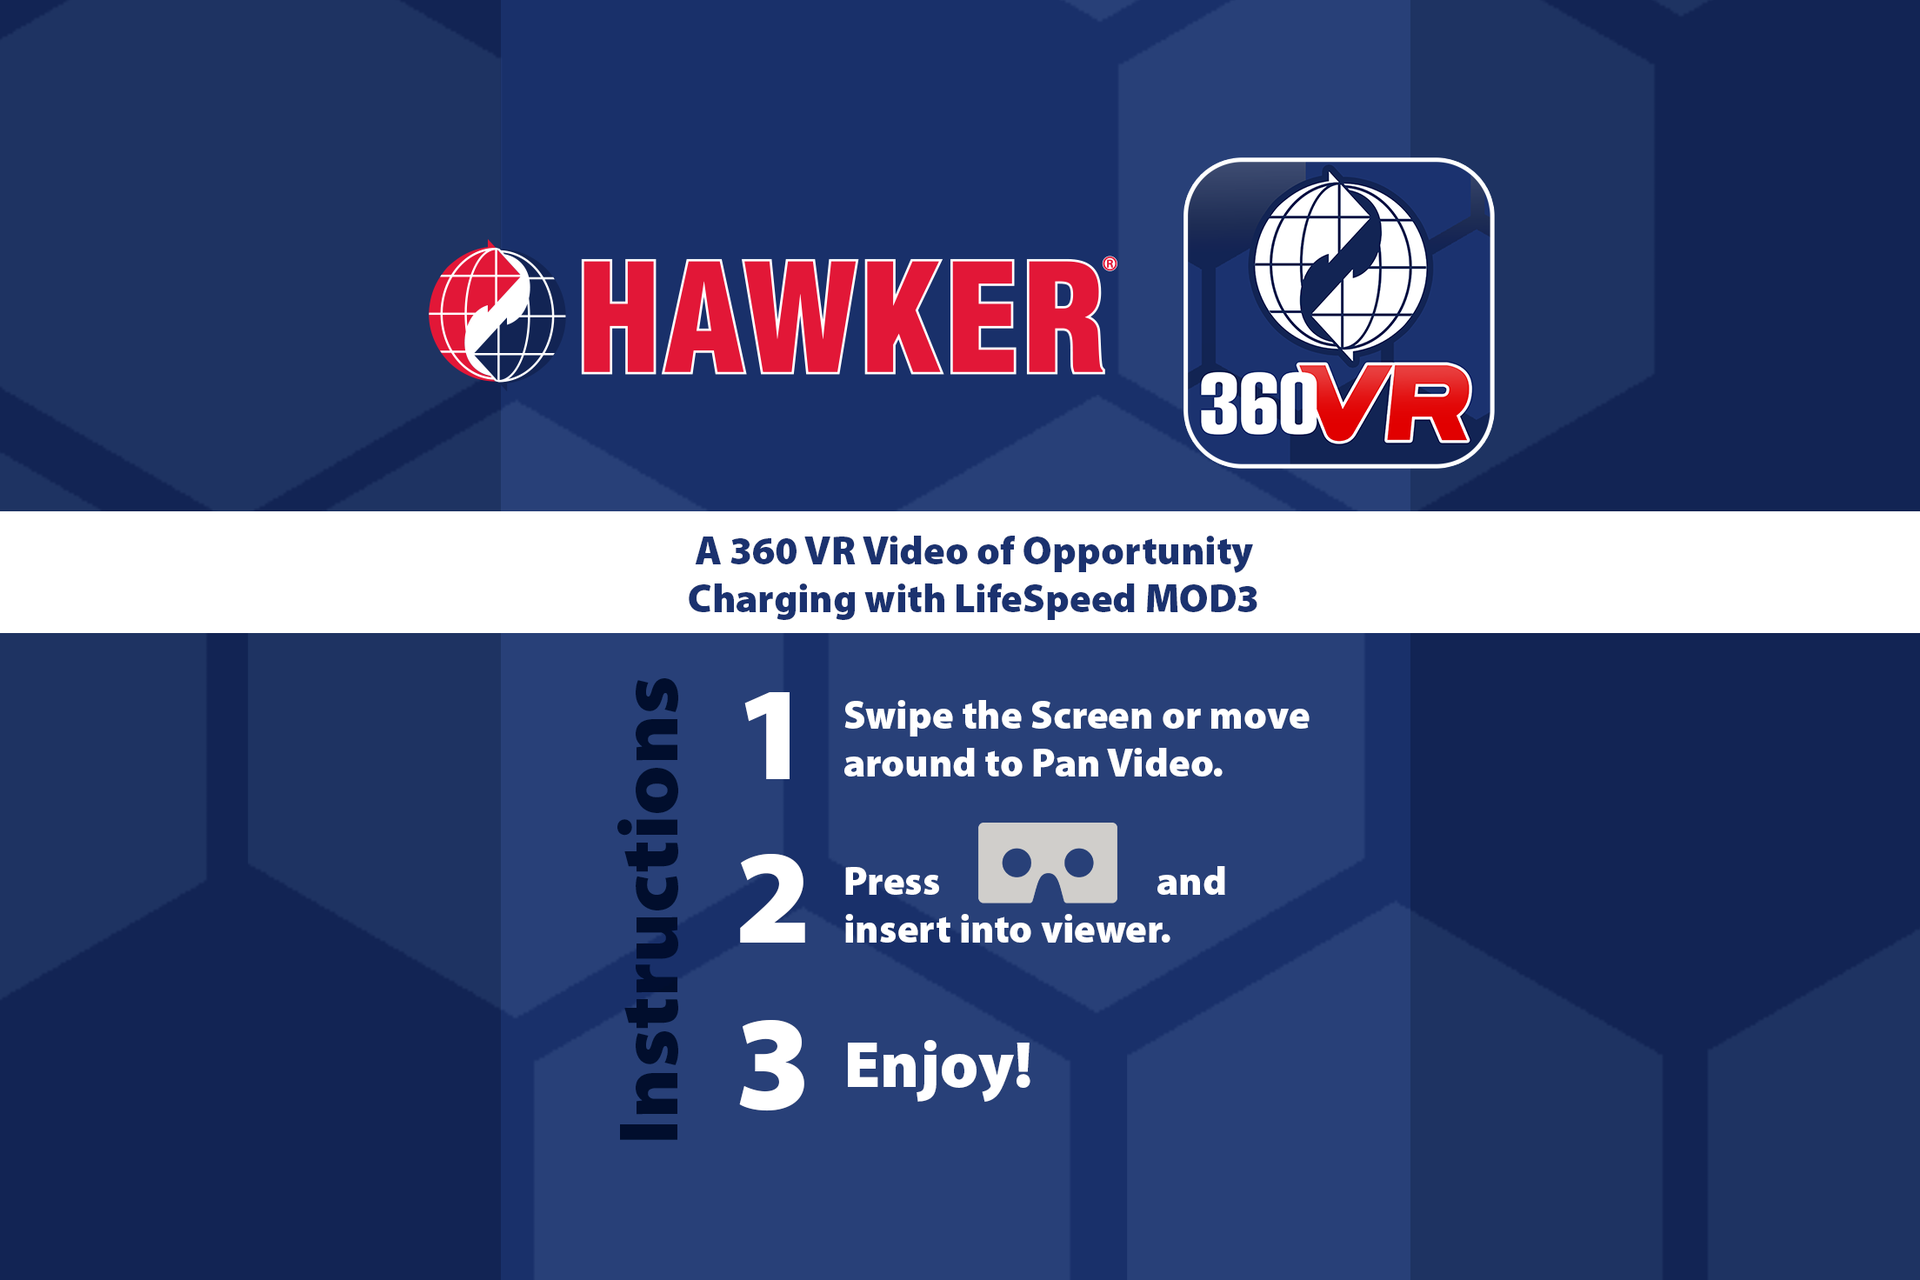 HAWKER®
360VR
A 360 VR Video of Opportunity
Charging with LifeSpeed MOD3
Instructions
1 Swipe the Screen or move
around to Pan Video.
2 Press and
insert into viewer.
3 Enjoy!